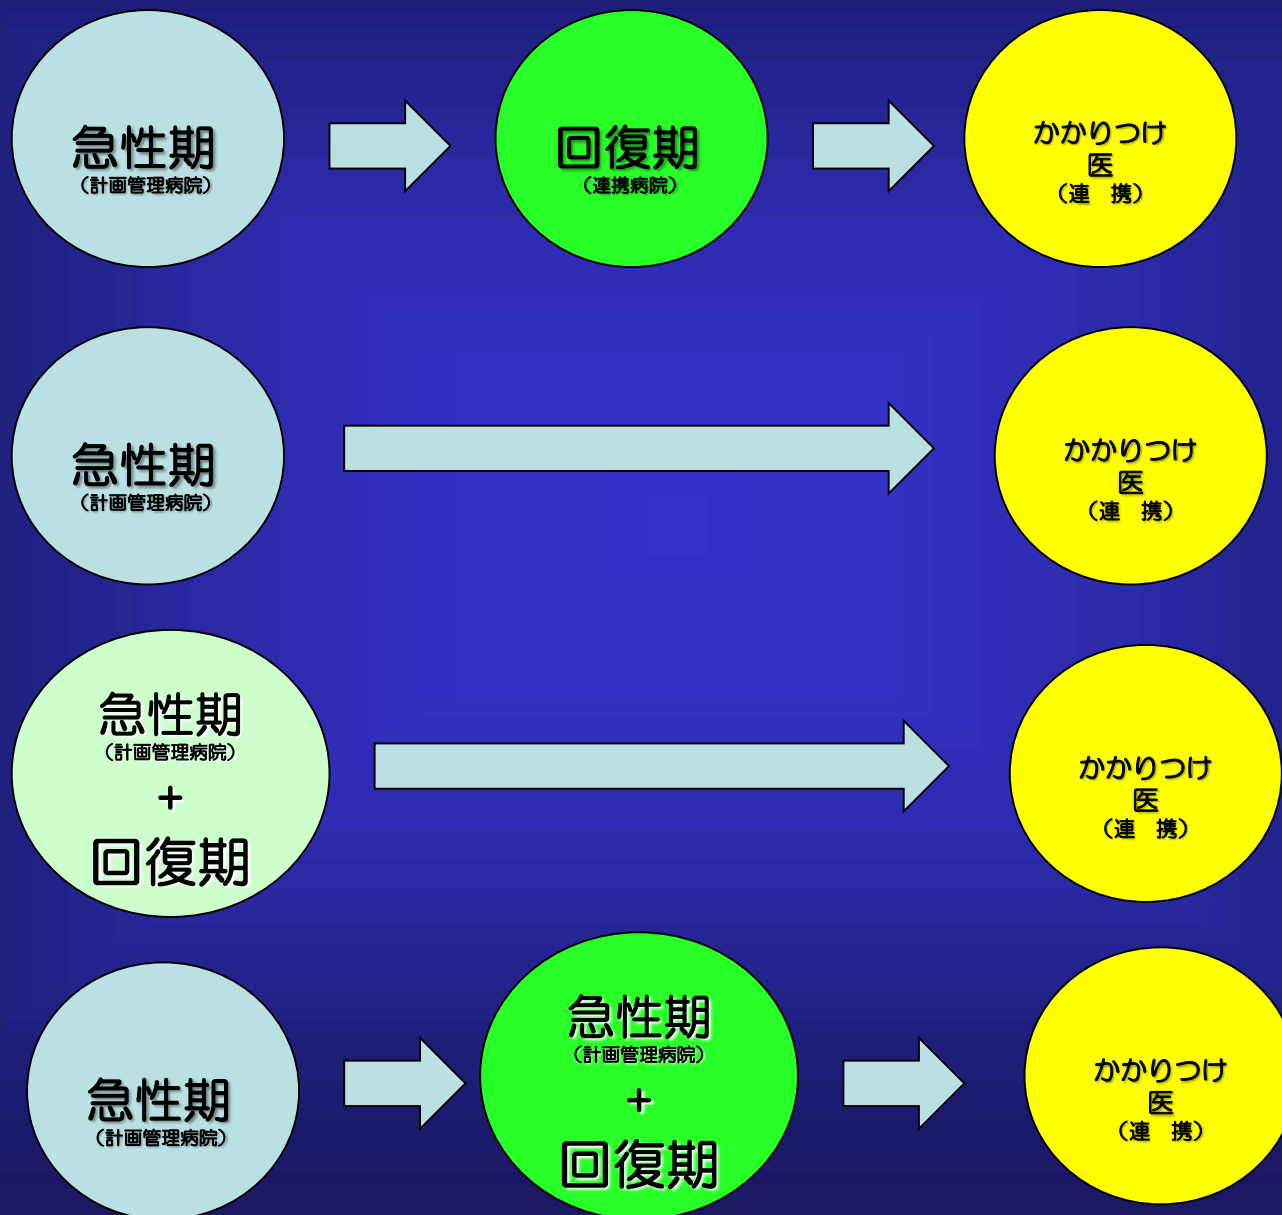 急性期
（計画管理病院）
回復期
（連携病院）
かかりつけ
医
（連　携）
急性期
（計画管理病院）
かかりつけ
医
（連　携）
急性期
（計画管理病院）
+
回復期
かかりつけ
医
（連　携）
急性期
（計画管理病院）
急性期
（計画管理病院）
+
回復期
かかりつけ
医
（連　携）